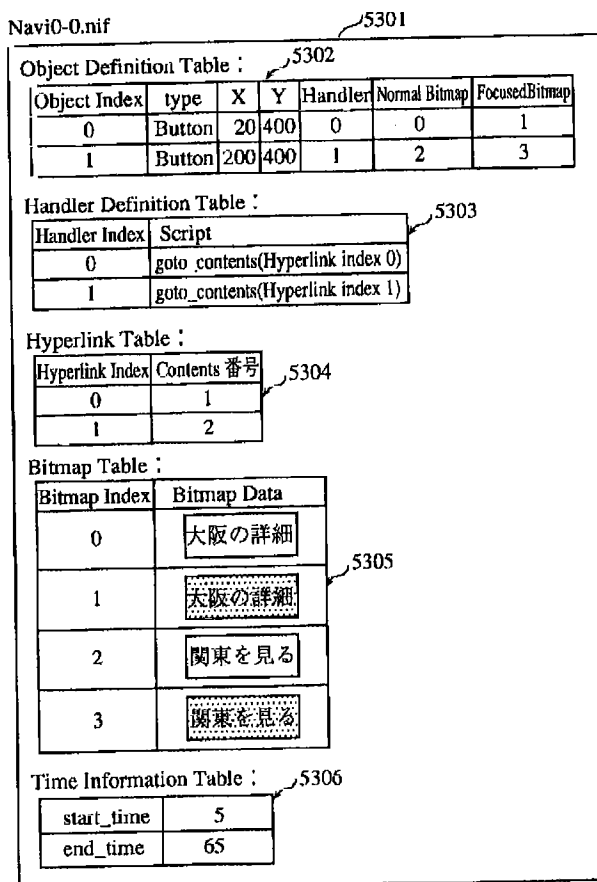 Navi0-0.nif
5301
Object Definition Table :
5302
Object Index type X Y Handler Normal Bitmap FocusedBitmap
0 Button 20 400 0 0 1
1 Button 200 400 1 2 3
Handler Definition Table :
5303
Handler Index Script
0 goto_contents(Hyperlink index 0)
1 goto_contents(Hyperlink index 1)
Hyperlink Table :
5304
Hyperlink Index Contents 番号
0 1
1 2
Bitmap Table :
Bitmap Index Bitmap Data
0 大阪の詳細
5305
1 大阪の詳細
2 関東を見る
3 関東を見る
Time Information Table :
5306
start_time 5
end_time 65